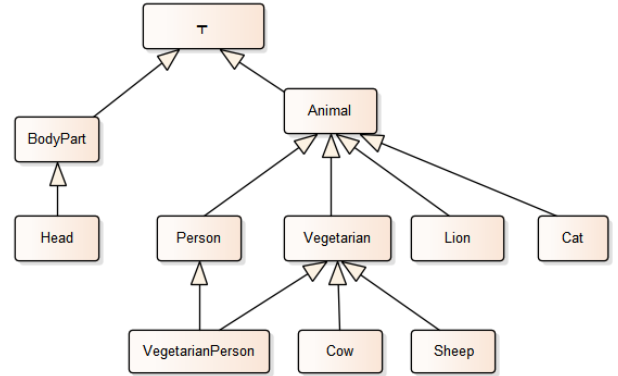 ┬
Animal
BodyPart
Head
Person
Vegetarian
Lion
Cat
VegetarianPerson
Cow
Sheep